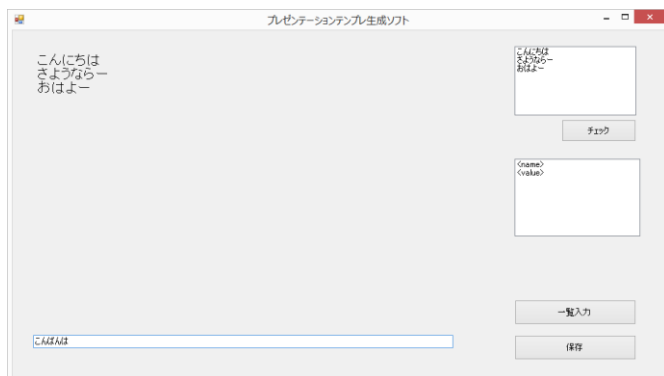 プレゼンテーションテンプレ生成ソフト
こんにちは
さようならー
おはよー
こんにちは
さようならー
おはよー
チェック
<name>
<value>
一覧入力
こんばんは
保存